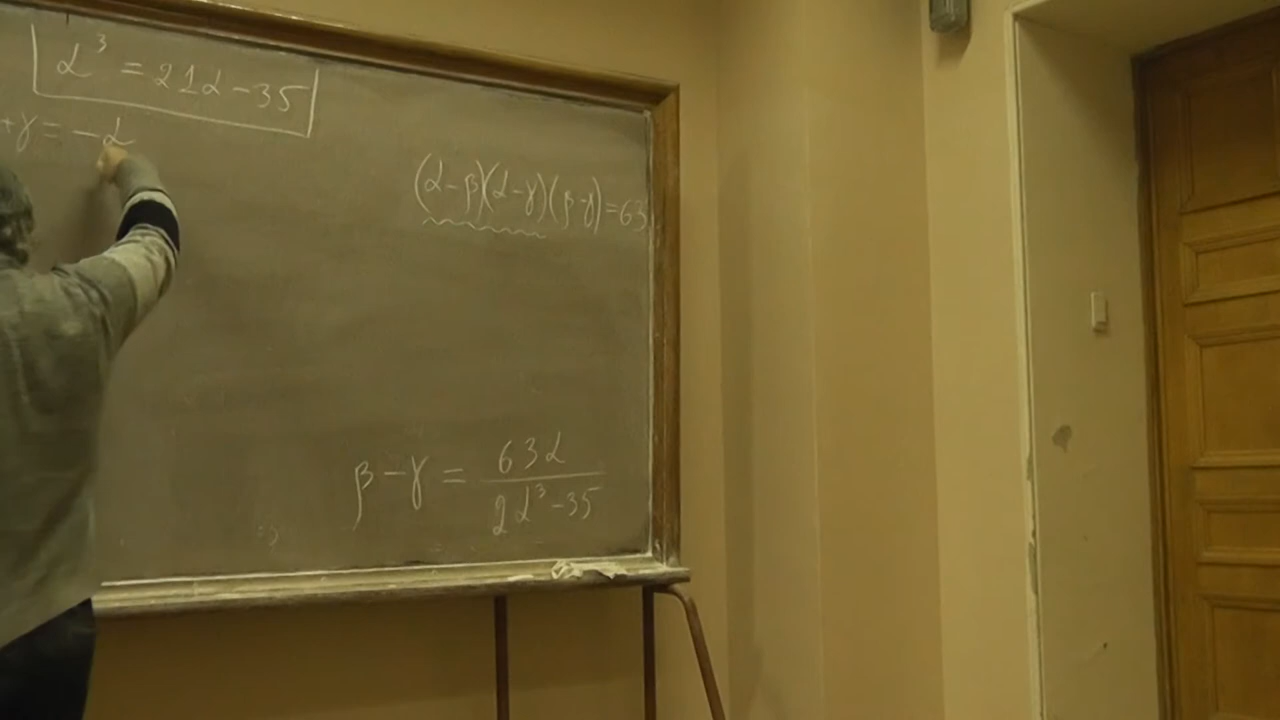 α³ = 21α - 35
+γ = -α
(α-β)(α-γ)(β-γ) = 63
β - γ = 63α / 2α³ - 35